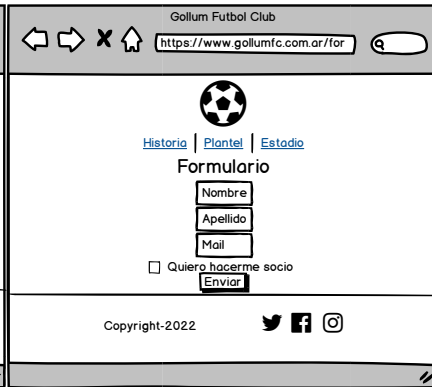 Gollum Futbol Club
https://www.gollumfc.com.ar/for
Historia | Plantel | Estadio
Formulario
Nombre
Apellido
Mail
Quiero hacerme socio
Enviar
Copyright-2022